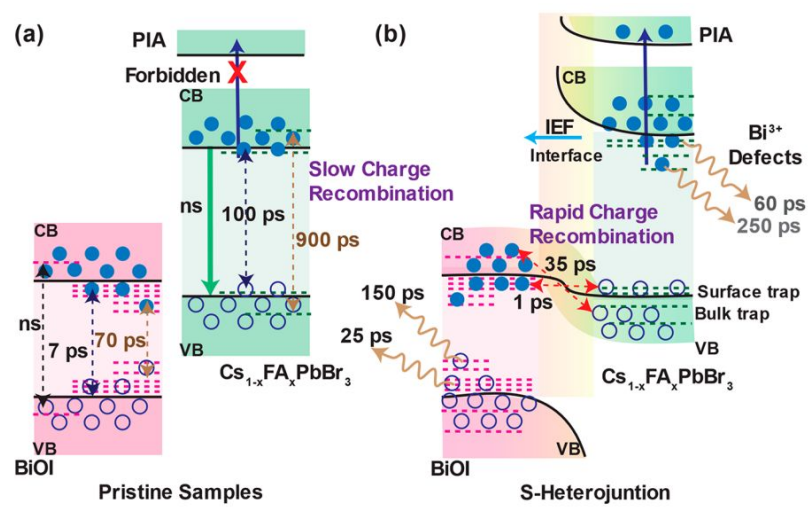 (a)
PIA
Forbidden
X
CB
ns
100 ps
900 ps
Slow Charge
Recombination
VB
Cs1-xFAxPbBr3
CB
ns
7 ps
70 ps
VB
BiOI
Pristine Samples
(b)
PIA
CB
IEF
Interface
Bi3+
Defects
60 ps
250 ps
Rapid Charge
Recombination
CB
35 ps
1 ps
150 ps
25 ps
Surface trap
Bulk trap
VB
Cs1-xFAxPbBr3
VB
BiOI
S-Heterojuntion